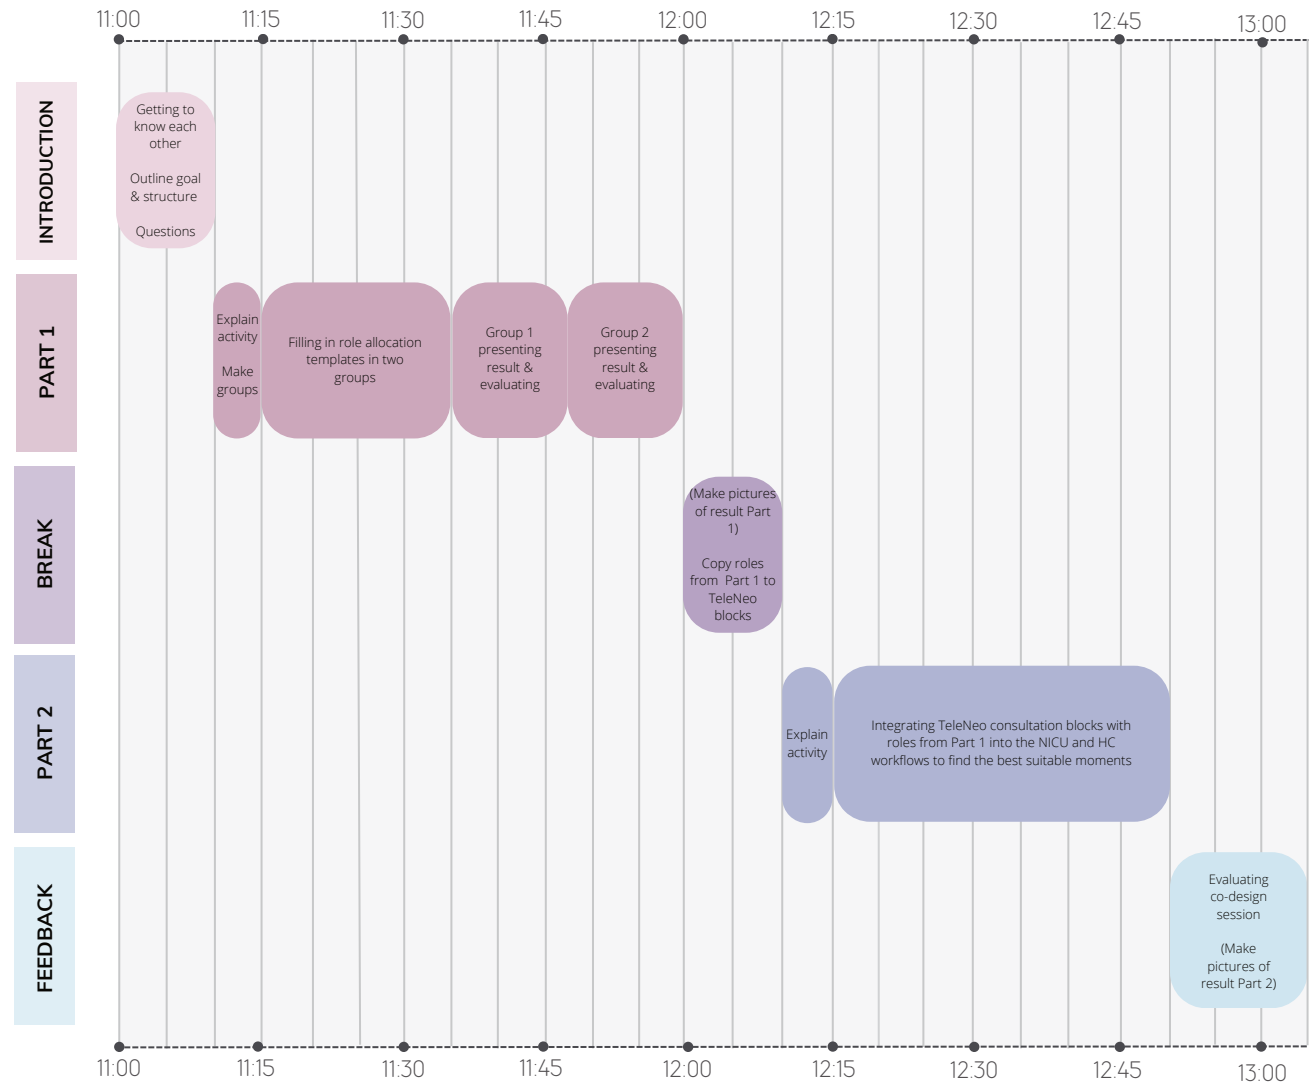 11:00 11:15 11:30 11:45 12:00 12:15 12:30 12:45 13:00
INTRODUCTION
Getting to
know each
other
Outline goal
& structure
Questions
PART 1
Explain
activity
Make
groups
Filling in role allocation
templates in two
groups
Group 1
presenting
result &
evaluating
Group 2
presenting
result &
evaluating
BREAK
(Make pictures
of result Part
1)
Copy roles
from Part 1 to
TeleNeo
blocks
PART 2
Explain
activity
Integrating TeleNeo consultation blocks with
roles from Part 1 into the NICU and HC
workflows to find the best suitable moments
FEEDBACK
Evaluating
co-design
session
(Make
pictures of
result Part 2)
11:00 11:15 11:30 11:45 12:00 12:15 12:30 12:45 13:00